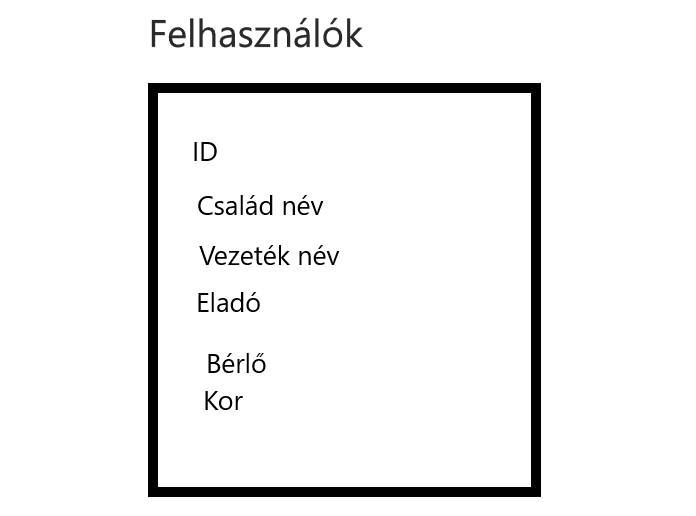 Felhasználók
ID
Család név
Vezeték név
Eladó
Bérlő
Kor